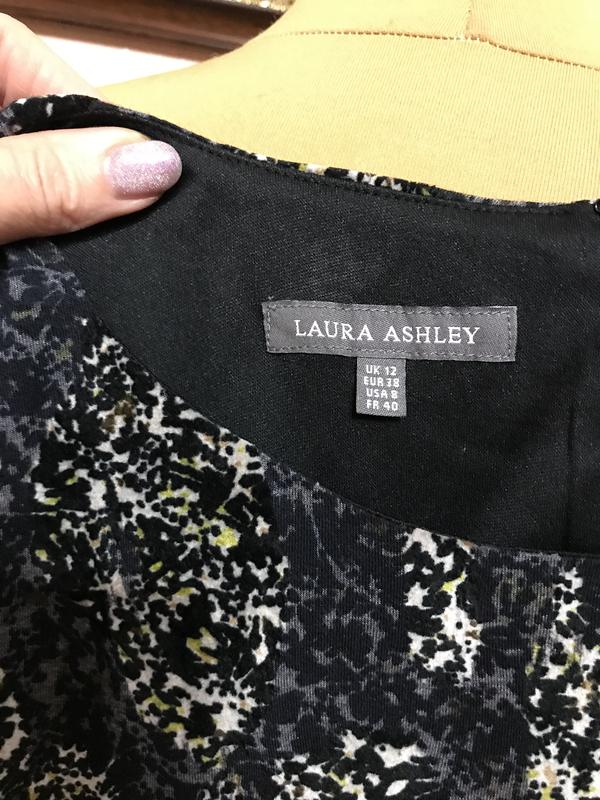 LAURA ASHLEY
UK 12
EUR 38
USA 8
FR 40